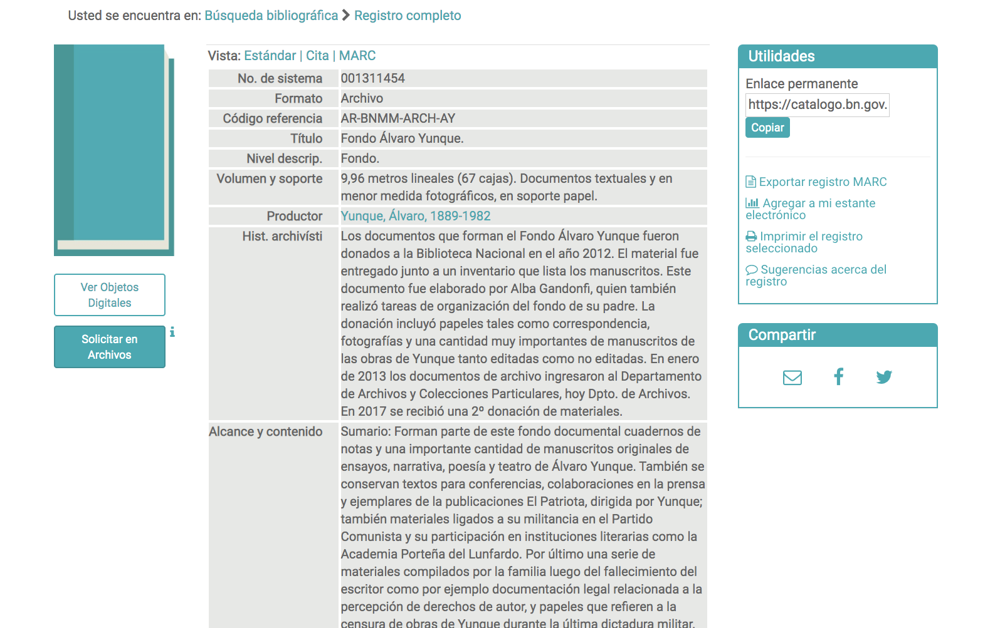 Usted se encuentra en: Búsqueda bibliográfica > Registro completo
Vista: Estándar | Cita | MARC
No. de sistema 001311454
Formato Archivo
Código referencia AR-BNMM-ARCH-AY
Título Fondo Álvaro Yunque.
Nivel descrip. Fondo.
Volumen y soporte 9,96 metros lineales (67 cajas). Documentos textuales y en
menor medida fotográficos, en soporte papel.
Productor Yunque, Álvaro, 1889-1982
Hist. archivísti Los documentos que forman el Fondo Álvaro Yunque fueron
donados a la Biblioteca Nacional en el año 2012. El material fue
entregado junto a un inventario que lista los manuscritos. Este
documento fue elaborado por Alba Gandonfi, quien también
realizó tareas de organización del fondo de su padre. La
donación incluyó papeles tales como correspondencia,
fotografías y una cantidad muy importantes de manuscritos de
las obras de Yunque tanto editadas como no editadas. En enero
de 2013 los documentos de archivo ingresaron al Departamento
de Archivos y Colecciones Particulares, hoy Dpto. de Archivos.
En 2017 se recibió una 2º donación de materiales.
Alcance y contenido Sumario: Forman parte de este fondo documental cuadernos de
notas y una importante cantidad de manuscritos originales de
ensayos, narrativa, poesía y teatro de Álvaro Yunque. También se
conservan textos para conferencias, colaboraciones en la prensa
y ejemplares de la publicaciones El Patriota, dirigida por Yunque;
también materiales ligados a su militancia en el Partido
Comunista y su participación en instituciones literarias como la
Academia Porteña del Lunfardo. Por último una serie de
materiales compilados por la familia luego del fallecimiento del
escritor como por ejemplo documentación legal relacionada a la
percepción de derechos de autor, y papeles que refieren a la
censura de obras de Yunque durante la última dictadura militar.
Ver Objetos
Digitales
Solicitar en
Archivos
Utilidades
Enlace permanente
https://catalogo.bn.gov.
Copiar
Exportar registro MARC
Agregar a mi estante
electrónico
Imprimir el registro
seleccionado
Sugerencias acerca del
registro
Compartir